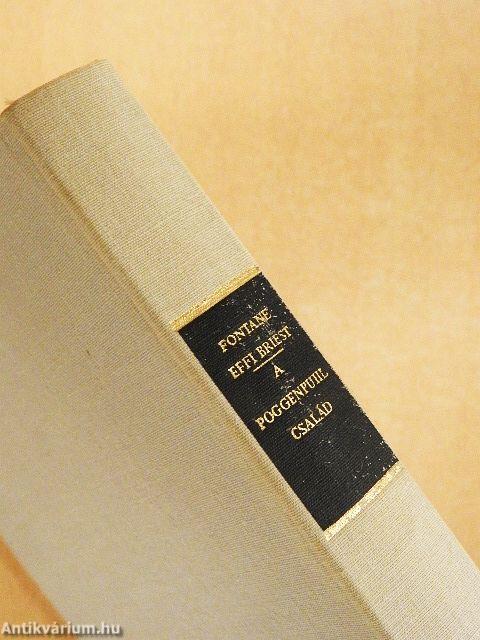 FONTANE
EFFI BRIEST
A
POGGENPUHL
CSALÁD
Antikvárium.hu